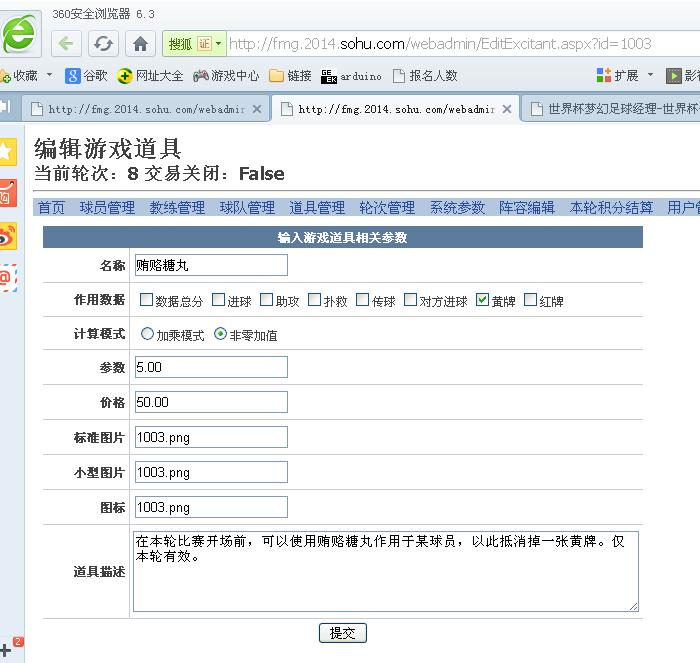 360安全浏览器 6.3
搜狐 证 http://fmg.2014.sohu.com/webadmin/EditExcitant.aspx?id=1003
收藏 谷歌 网址大全 游戏中心 链接 arduino 报名人数 扩展
http://fmg.2014.sohu.com/webadmin http://fmg.2014.sohu.com/webadmin 世界杯梦幻足球经理-世界杯
编辑游戏道具
当前轮次：8 交易关闭：False
首页 球员管理 教练管理 球队管理 道具管理 轮次管理 系统参数 阵容编辑 本轮积分结算 用户
输入游戏道具相关参数
名称 贿赂糖丸
作用数据 数据总分 进球 助攻 扑救 传球 对方进球 黄牌 红牌
计算模式 加乘模式 非零加值
参数 5.00
价格 50.00
标准图片 1003.png
小型图片 1003.png
图标 1003.png
道具描述 在本轮比赛开场前，可以使用贿赂糖丸作用于某球员，以此抵消掉一张黄牌。仅
本轮有效。
提交
2